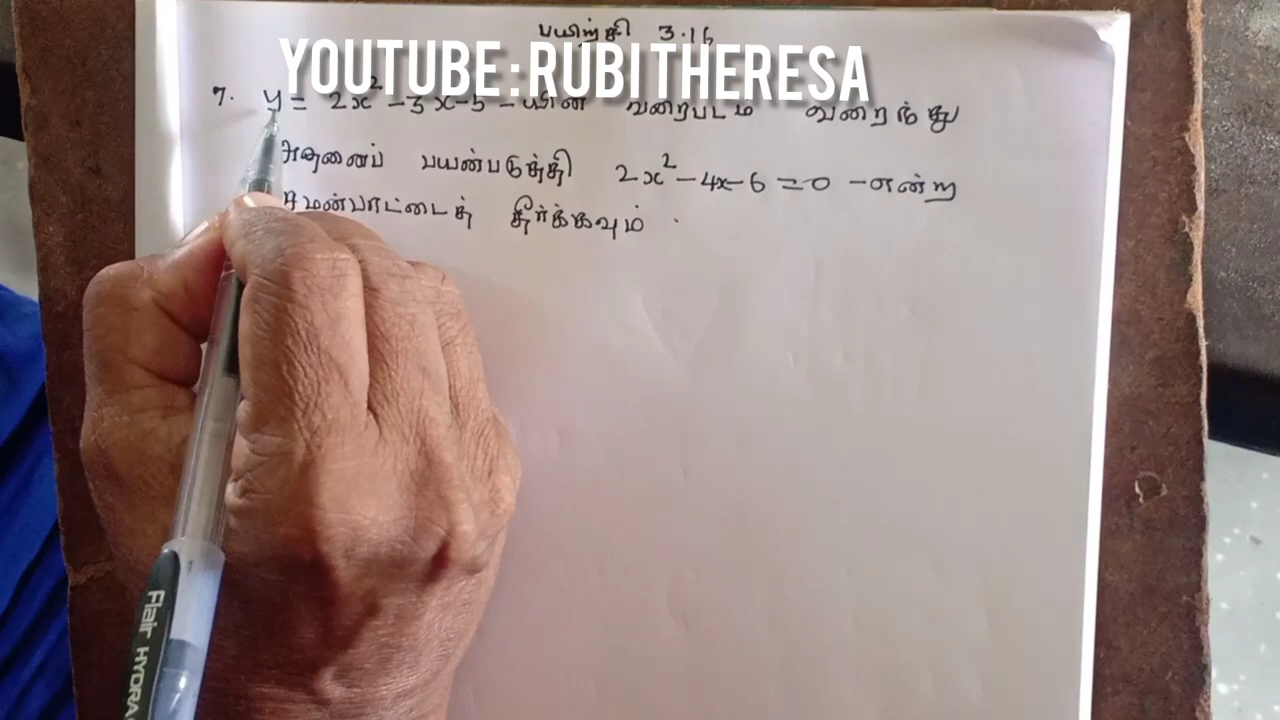 பயிற்சி 3.16
YOUTUBE : RUBI THERESA
7. y = 2x² - 3x - 5 - யின் வரைபடம் வரைந்து
அதனைப் பயன்படுத்தி 2x² - 4x - 6 = 0 - என்ற
சமன்பாட்டைத் தீர்க்கவும்.
Flair HYDRA